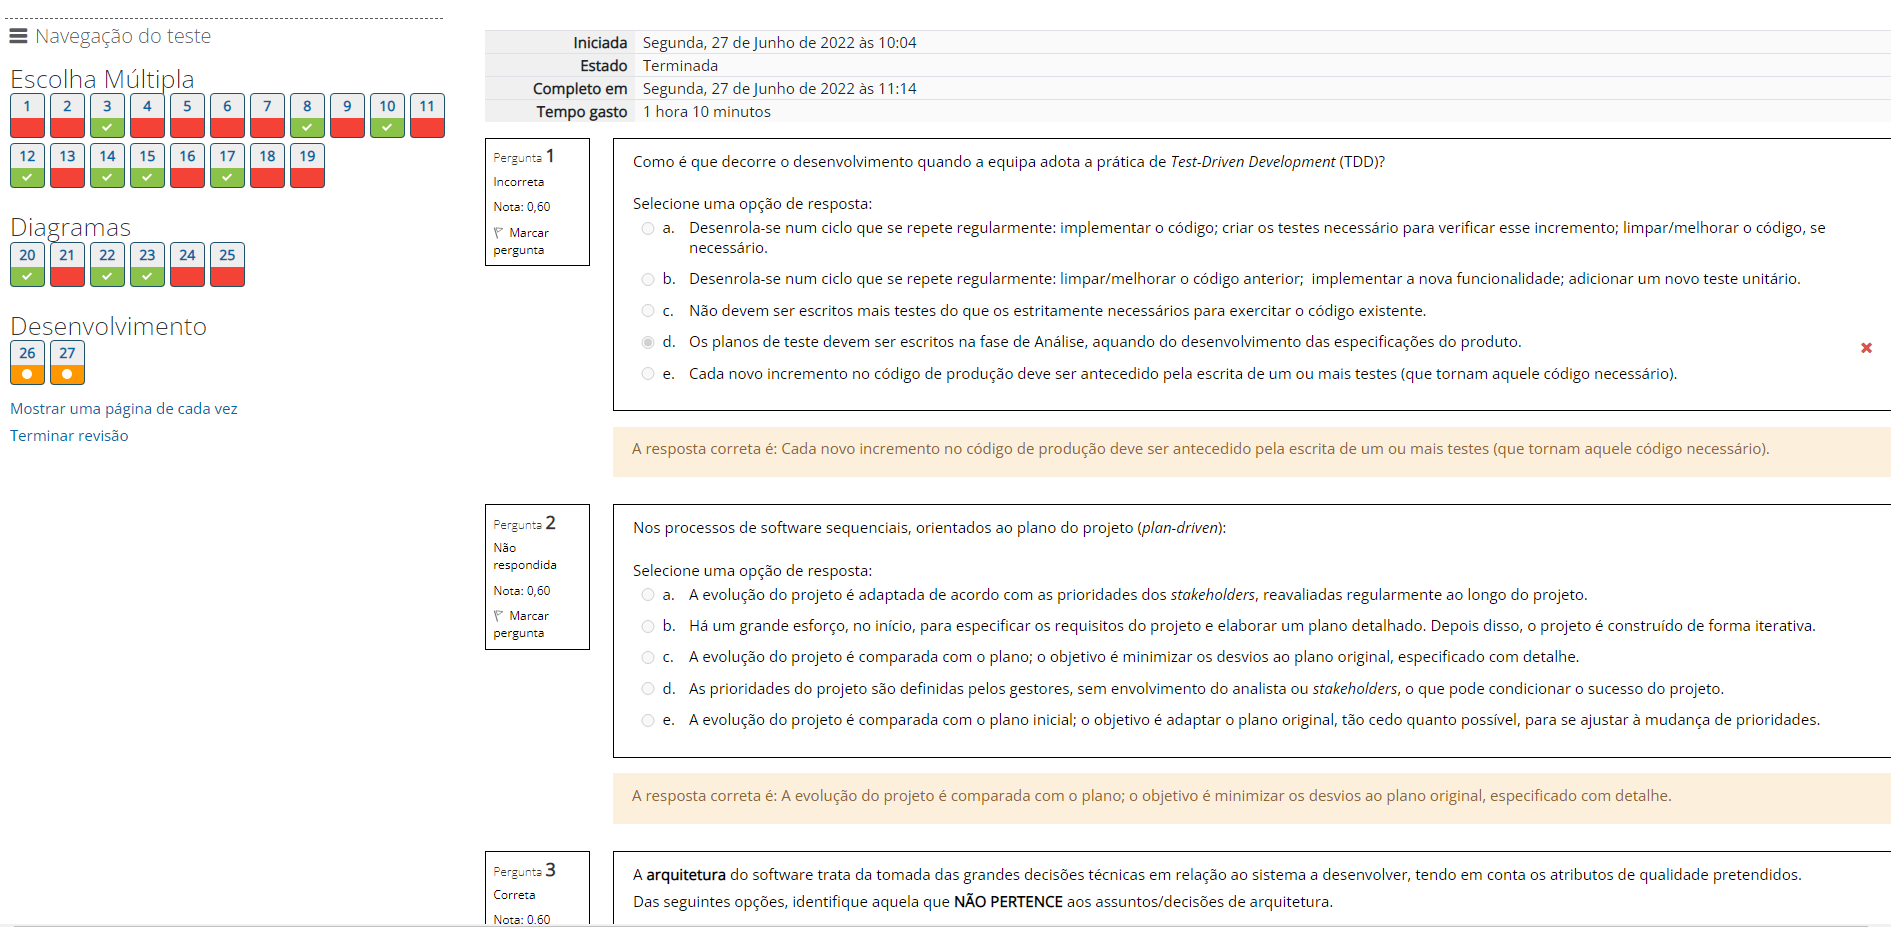 Navegação do teste
Escolha Múltipla
1 2 3 4 5 6 7 8 9 10 11
12 13 14 15 16 17 18 19
Diagramas
20 21 22 23 24 25
Desenvolvimento
26 27
Mostrar uma página de cada vez
Terminar revisão
Iniciada Segunda, 27 de Junho de 2022 às 10:04
Estado Terminada
Completo em Segunda, 27 de Junho de 2022 às 11:14
Tempo gasto 1 hora 10 minutos
Pergunta 1
Incorreta
Nota: 0,60
Marcar
pergunta
Como é que decorre o desenvolvimento quando a equipa adota a prática de Test-Driven Development (TDD)?
Selecione uma opção de resposta:
a. Desenrola-se num ciclo que se repete regularmente: implementar o código; criar os testes necessário para verificar esse incremento; limpar/melhorar o código, se
necessário.
b. Desenrola-se num ciclo que se repete regularmente: limpar/melhorar o código anterior; implementar a nova funcionalidade; adicionar um novo teste unitário.
c. Não devem ser escritos mais testes do que os estritamente necessários para exercitar o código existente.
d. Os planos de teste devem ser escritos na fase de Análise, aquando do desenvolvimento das especificações do produto.
e. Cada novo incremento no código de produção deve ser antecedido pela escrita de um ou mais testes (que tornam aquele código necessário).
A resposta correta é: Cada novo incremento no código de produção deve ser antecedido pela escrita de um ou mais testes (que tornam aquele código necessário).
Pergunta 2
Não
respondida
Nota: 0,60
Marcar
pergunta
Nos processos de software sequenciais, orientados ao plano do projeto (plan-driven):
Selecione uma opção de resposta:
a. A evolução do projeto é adaptada de acordo com as prioridades dos stakeholders, reavaliadas regularmente ao longo do projeto.
b. Há um grande esforço, no início, para especificar os requisitos do projeto e elaborar um plano detalhado. Depois disso, o projeto é construído de forma iterativa.
c. A evolução do projeto é comparada com o plano; o objetivo é minimizar os desvios ao plano original, especificado com detalhe.
d. As prioridades do projeto são definidas pelos gestores, sem envolvimento do analista ou stakeholders, o que pode condicionar o sucesso do projeto.
e. A evolução do projeto é comparada com o plano inicial; o objetivo é adaptar o plano original, tão cedo quanto possível, para se ajustar à mudança de prioridades.
A resposta correta é: A evolução do projeto é comparada com o plano; o objetivo é minimizar os desvios ao plano original, especificado com detalhe.
Pergunta 3
Correta
Nota: 0,60
A arquitetura do software trata da tomada das grandes decisões técnicas em relação ao sistema a desenvolver, tendo em conta os atributos de qualidade pretendidos.
Das seguintes opções, identifique aquela que NÃO PERTENCE aos assuntos/decisões de arquitetura.